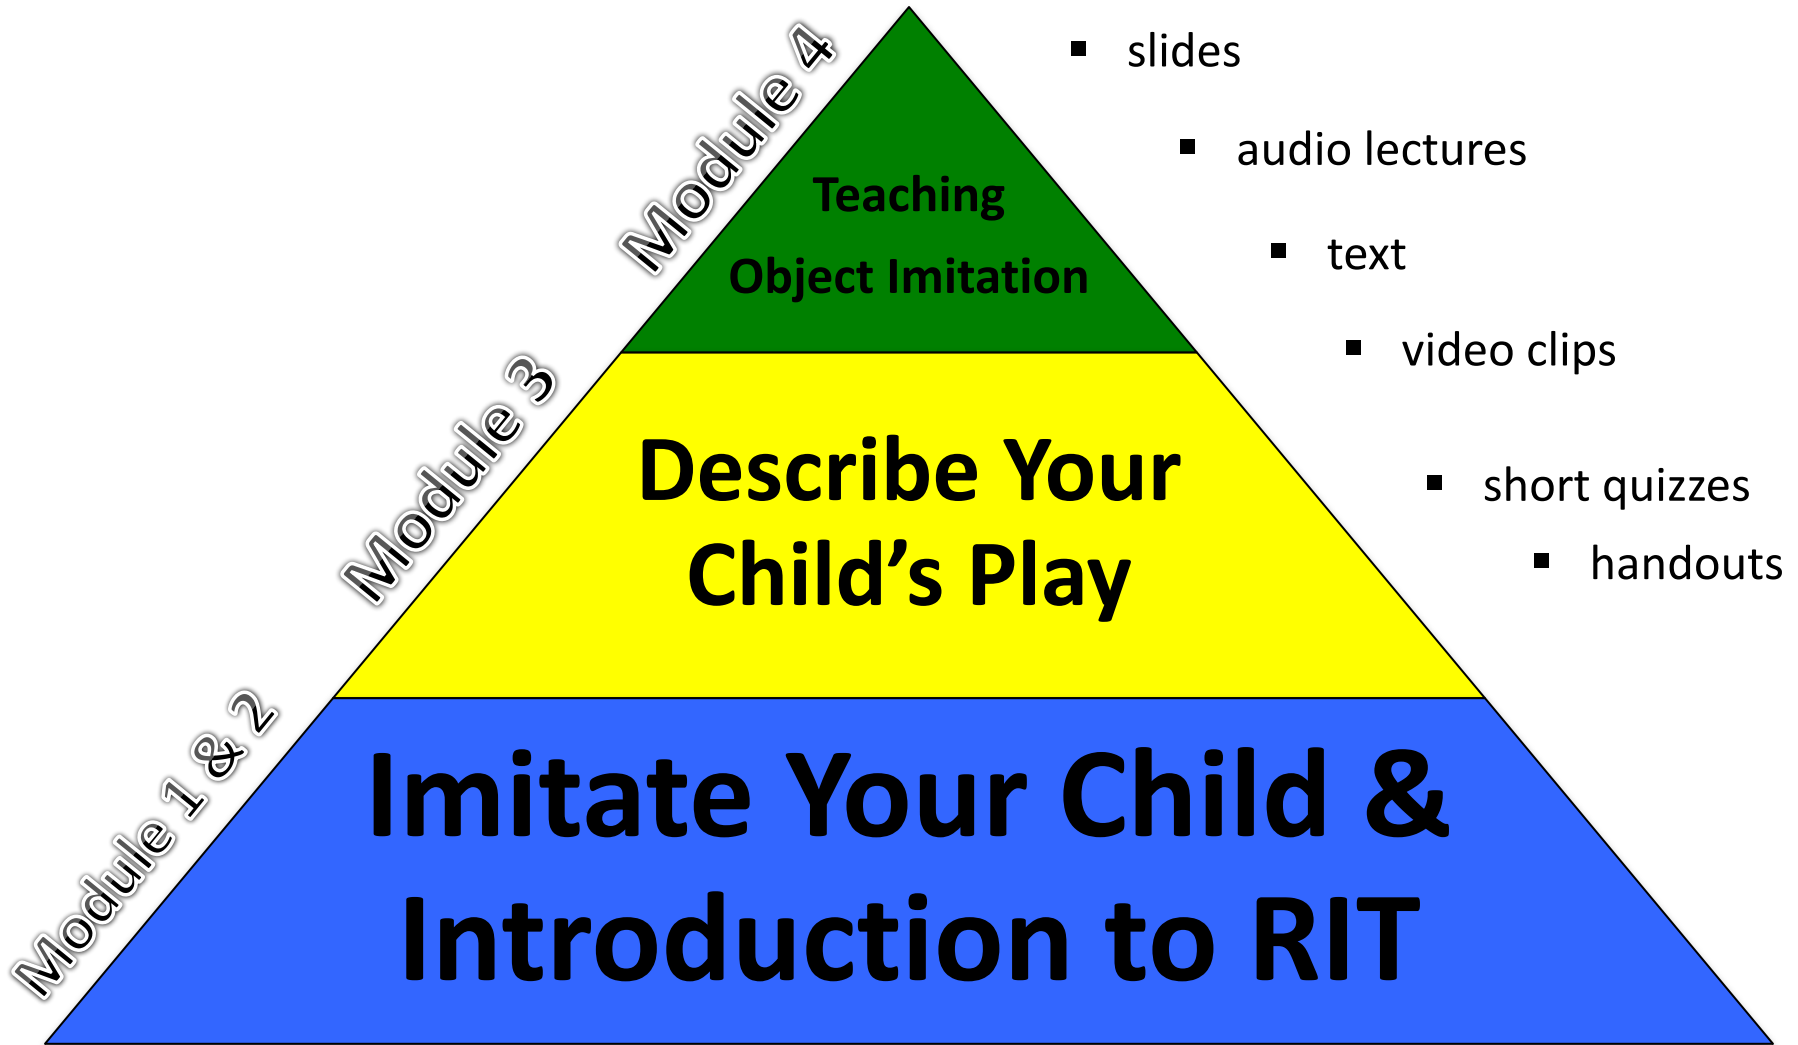 Module 4
Teaching
Object Imitation
Module 3
Describe Your
Child’s Play
Module 1 & 2
Imitate Your Child &
Introduction to RIT
▪ slides
▪ audio lectures
▪ text
▪ video clips
▪ short quizzes
▪ handouts